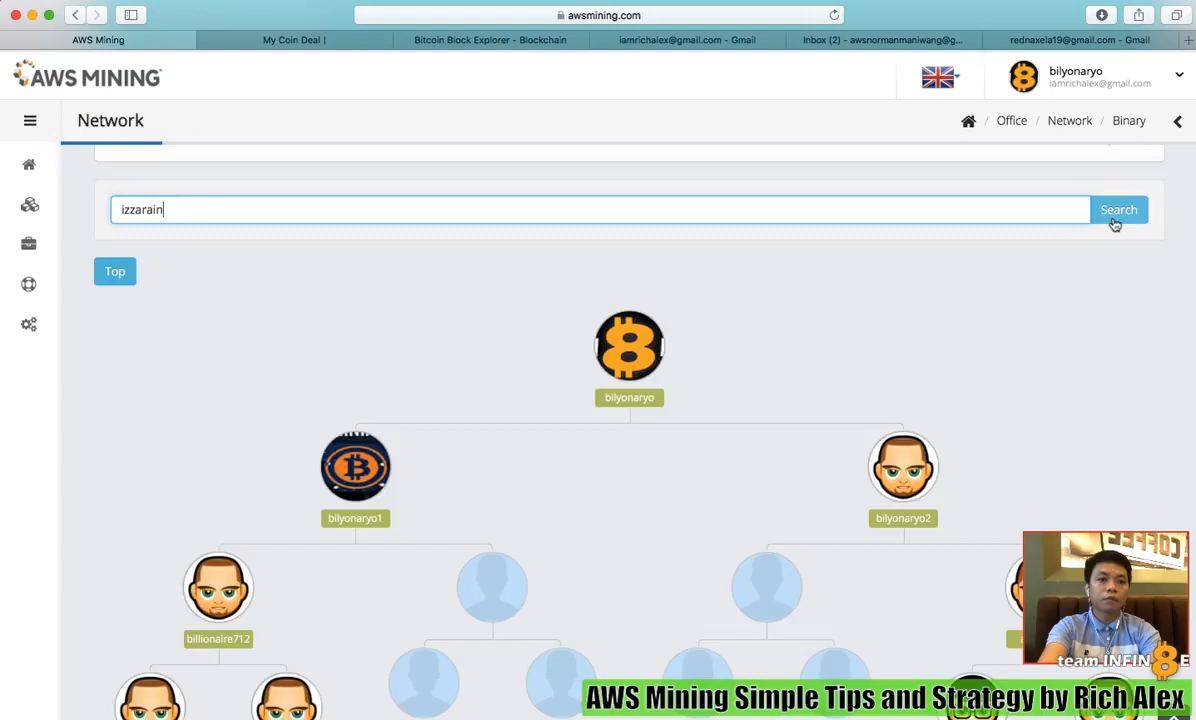 awsmining.com
AWS Mining
My Coin Deal |
Bitcoin Block Explorer - Blockchain
iamrichalex@gmail.com - Gmail
Inbox (2) - awsnormanmaniwang@g...
rednaxela19@gmail.com - Gmail
AWS MINING
bilyonaryo
iamrichalex@gmail.com
Network
Office / Network / Binary
izzarain
Search
Top
bilyonaryo
bilyonaryo1
bilyonaryo2
billionaire712
COFFEE
team INFIN8E
AWS Mining Simple Tips and Strategy by Rich Alex